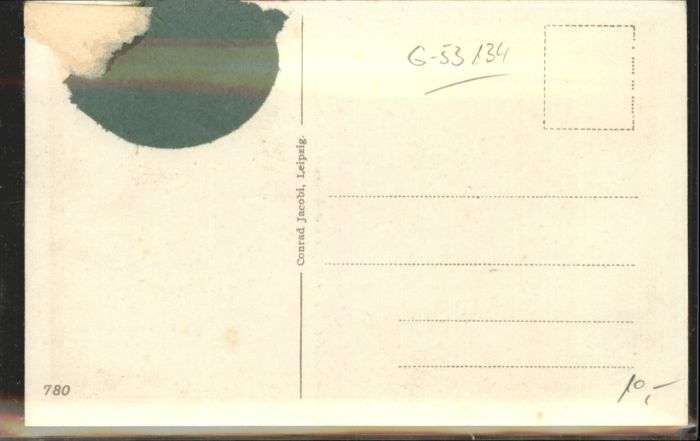 G-53134
Conrad Jacobi, Leipzig.
780
10,-